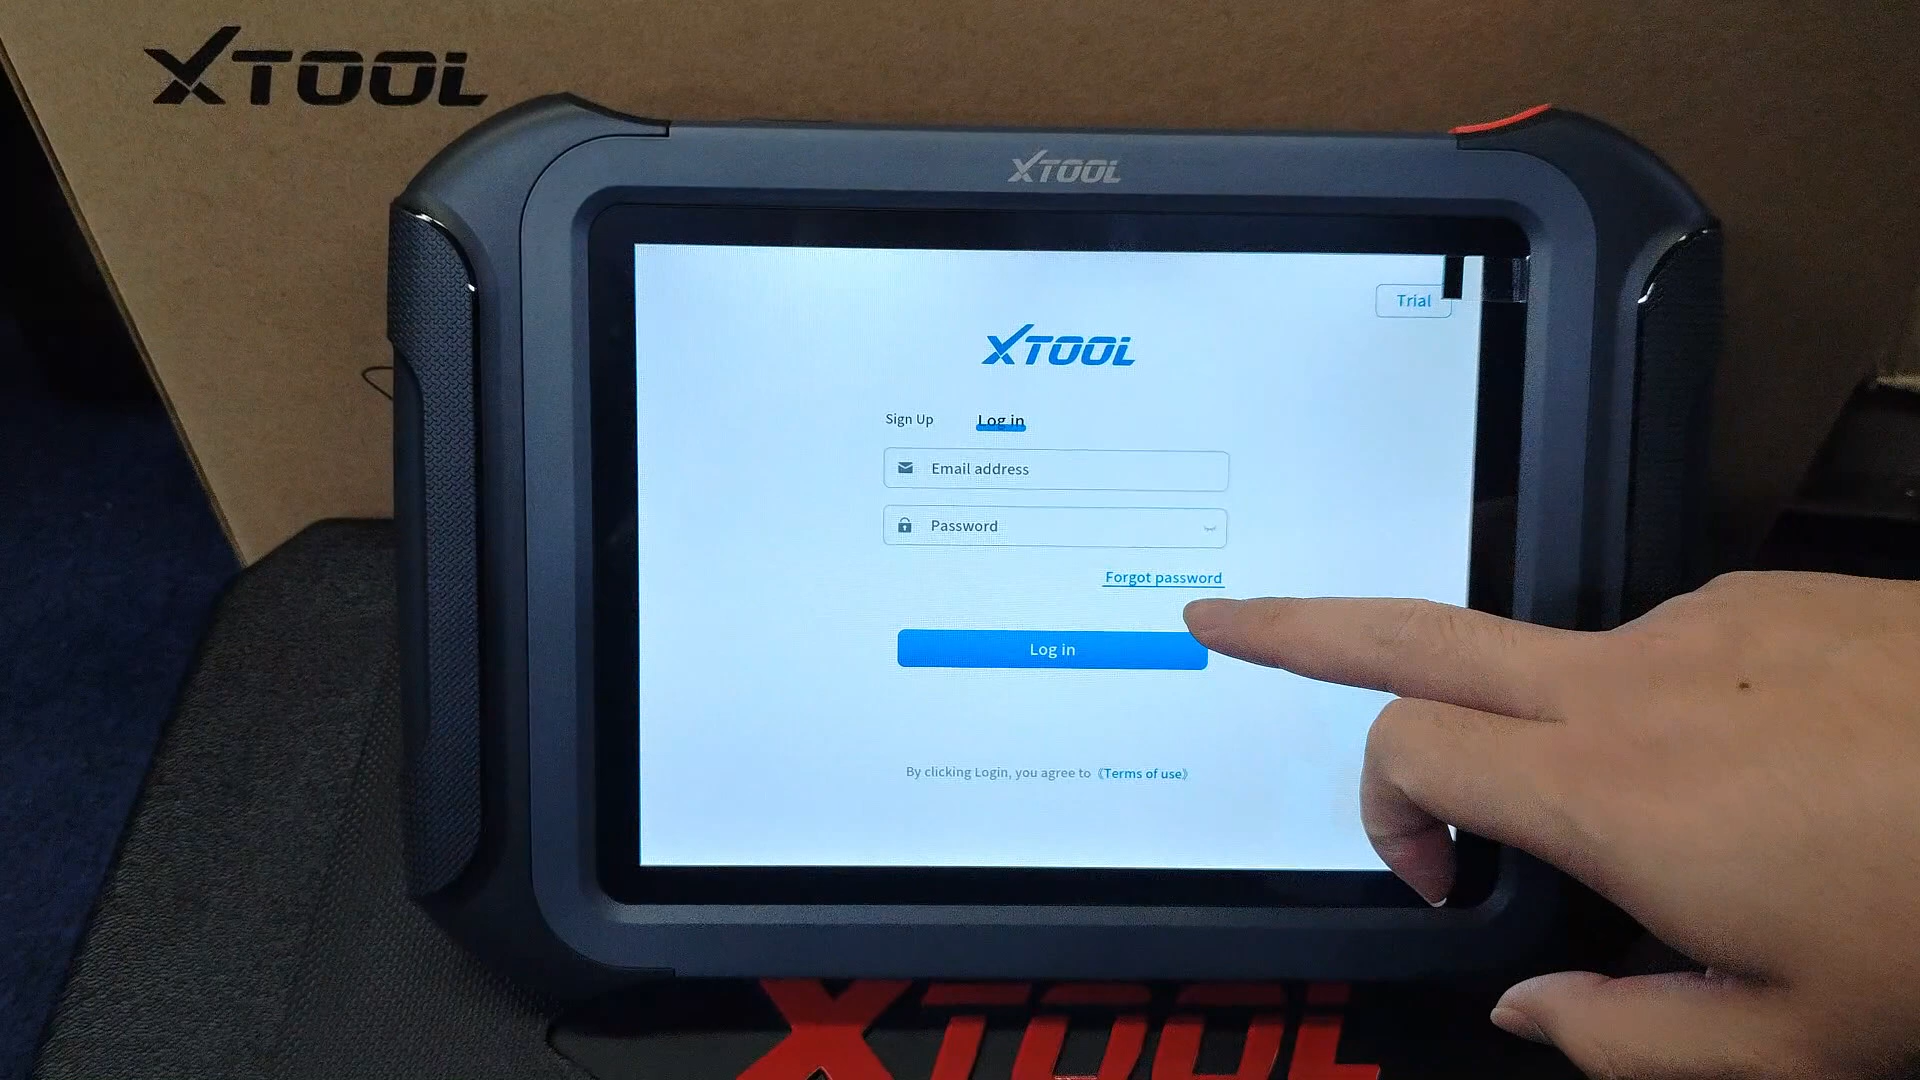 XTOOL
XTOOL
Trial
XTOOL
Sign Up
Log in
Email address
Password
Forgot password
Log in
By clicking Login, you agree to 《Terms of use》
XTOOL